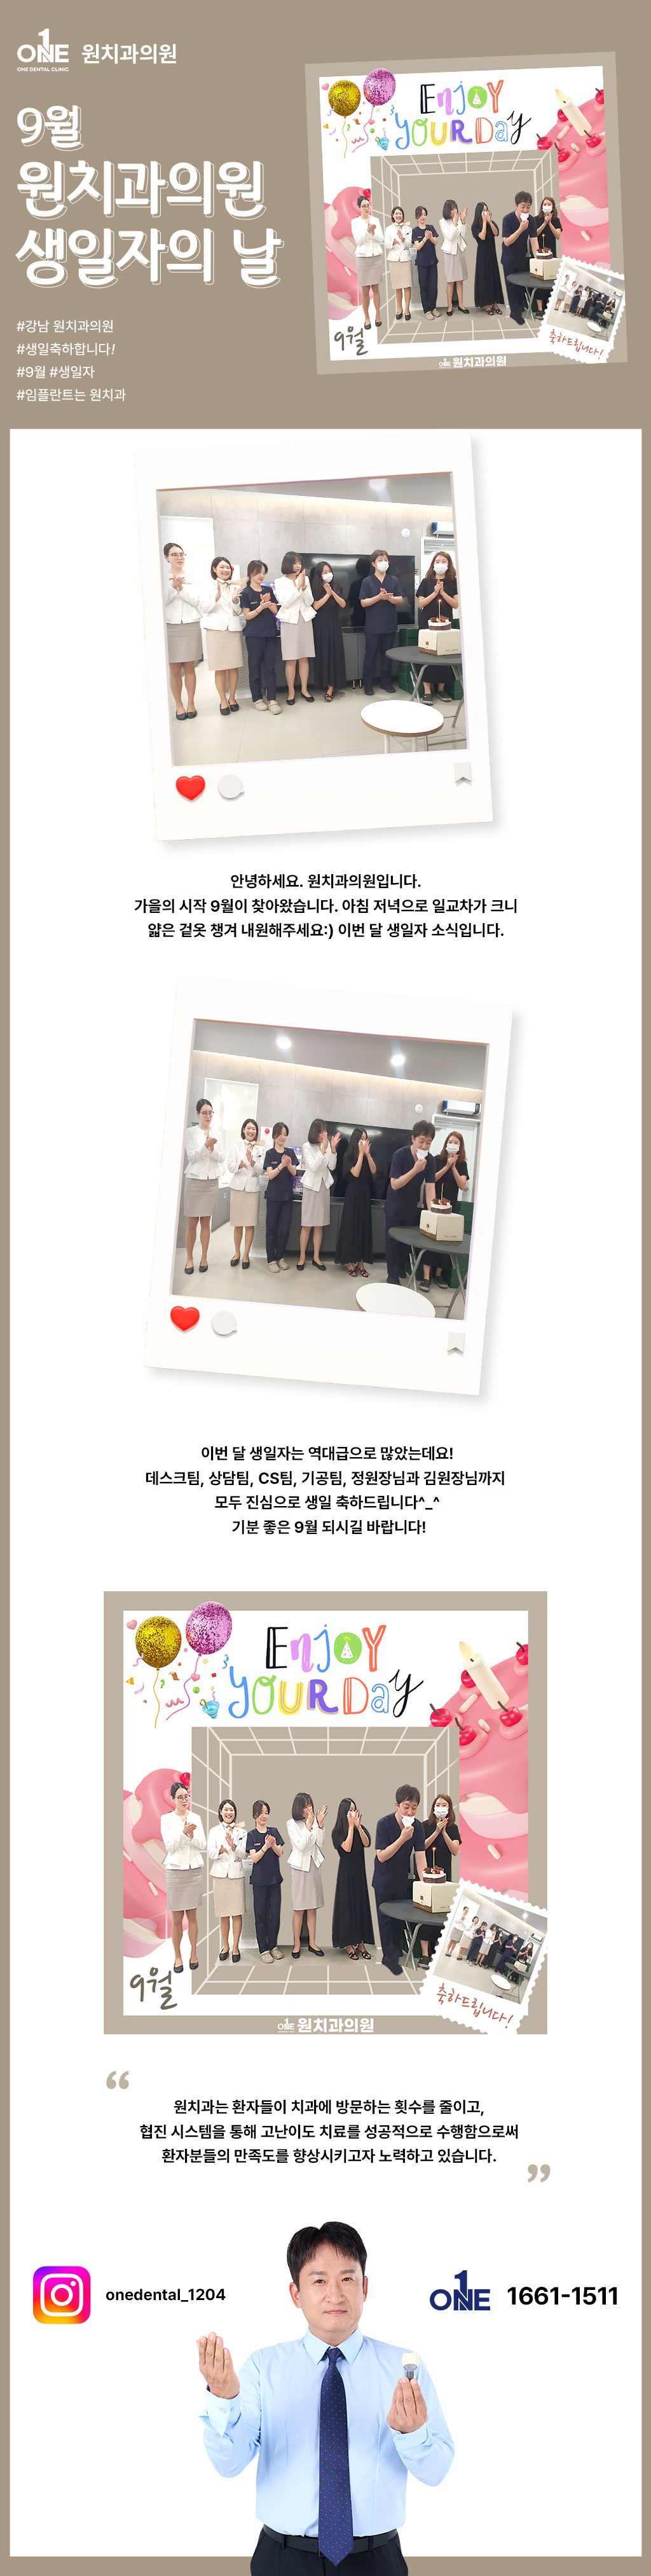 ONE
ONE DENTAL CLINIC
원치과의원
9월
원치과의원
생일자의 날
#강남 원치과의원
#생일축하합니다!
#9월 #생일자
#임플란트는 원치과
ENJOY
YOUR Day
9월
축하드립니다!
ONE 원치과의원
안녕하세요. 원치과의원입니다.
가을의 시작 9월이 찾아왔습니다. 아침 저녁으로 일교차가 크니
얇은 겉옷 챙겨 내원해주세요:) 이번 달 생일자 소식입니다.
이번 달 생일자는 역대급으로 많았는데요!
데스크팀, 상담팀, CS팀, 기공팀, 정원장님과 김원장님까지
모두 진심으로 생일 축하드립니다^_^
기분 좋은 9월 되시길 바랍니다!
ENJOY
YOUR Day
9월
축하드립니다!
ONE 원치과의원
“
원치과는 환자들이 치과에 방문하는 횟수를 줄이고,
협진 시스템을 통해 고난이도 치료를 성공적으로 수행함으로써
환자분들의 만족도를 향상시키고자 노력하고 있습니다.
”
onedental_1204
ONE 1661-1511